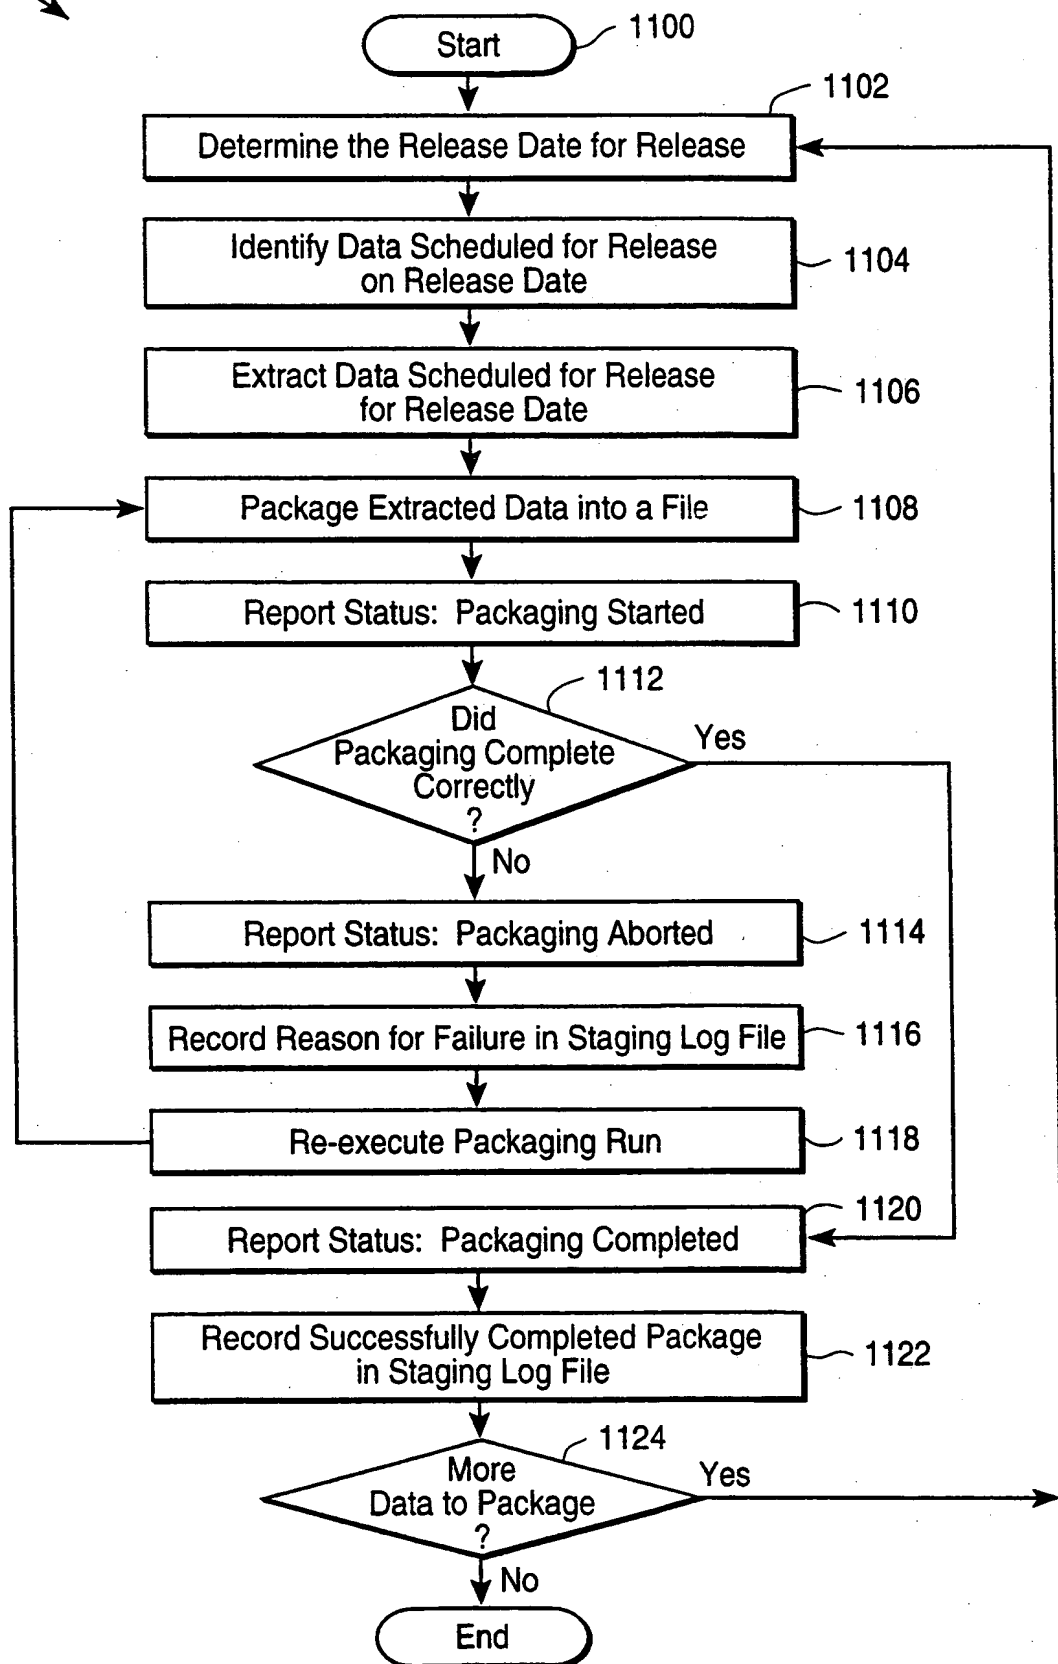 Start
1100
1102
Determine the Release Date for Release
Identify Data Scheduled for Release
on Release Date
1104
Extract Data Scheduled for Release
for Release Date
1106
Package Extracted Data into a File
1108
Report Status: Packaging Started
1110
1112
Did
Packaging Complete
Correctly
?
Yes
No
Report Status: Packaging Aborted
1114
Record Reason for Failure in Staging Log File
1116
Re-execute Packaging Run
1118
1120
Report Status: Packaging Completed
Record Successfully Completed Package
in Staging Log File
1122
1124
More
Data to Package
?
Yes
No
End